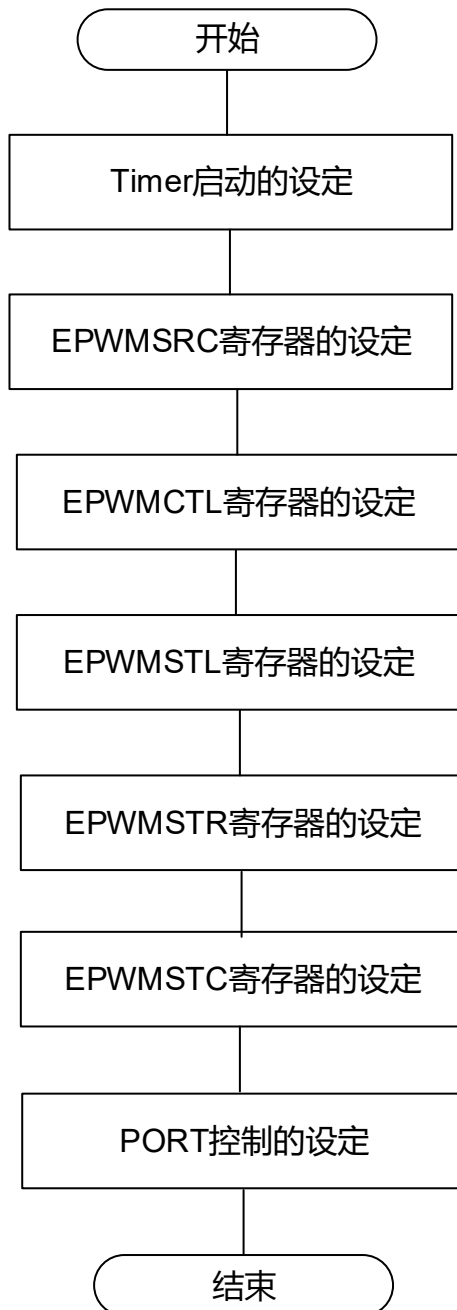 开始
Timer启动的设定
EPWMSRC寄存器的设定
EPWMCTL寄存器的设定
EPWMSTL寄存器的设定
EPWMSTR寄存器的设定
EPWMSTC寄存器的设定
PORT控制的设定
结束